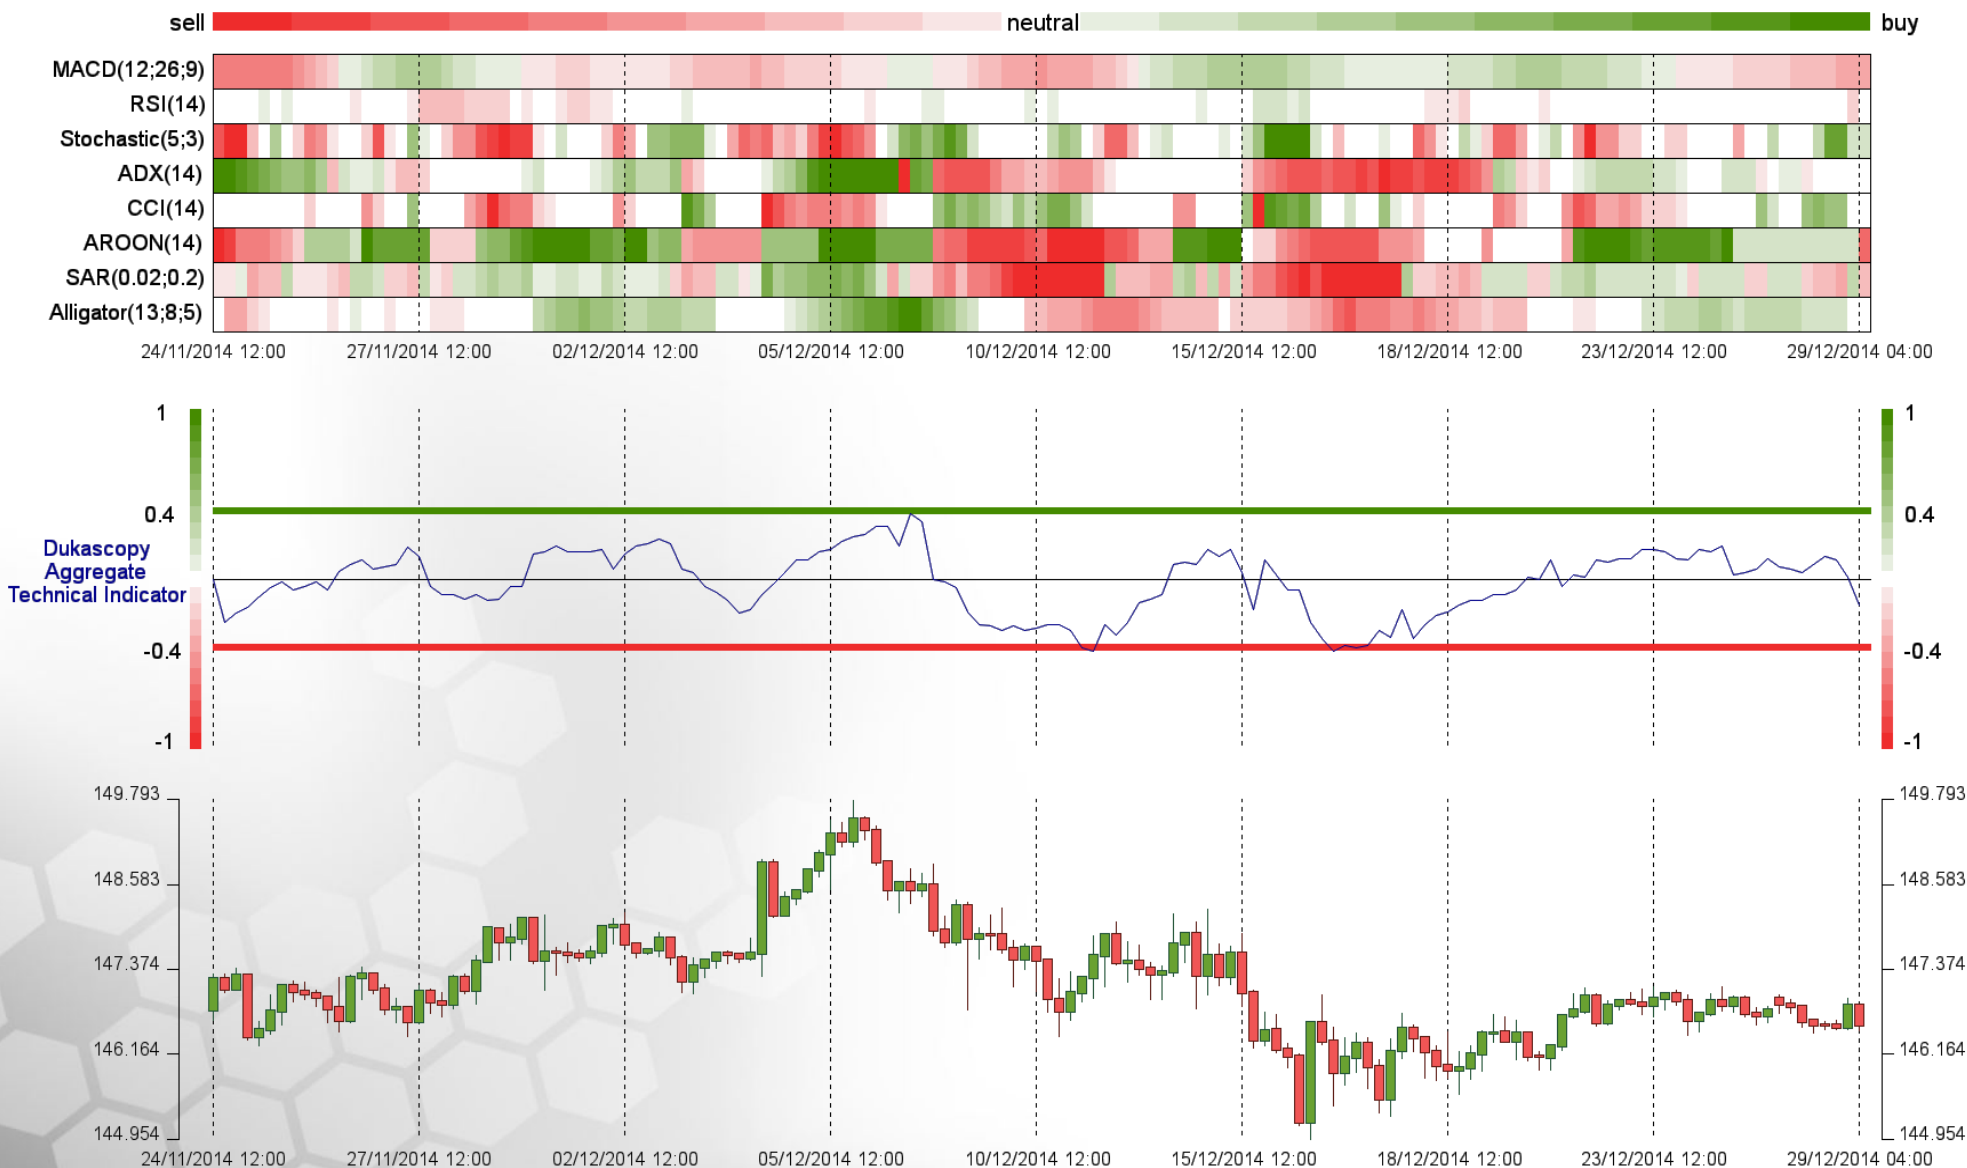 sell neutral buy
MACD(12;26;9)
RSI(14)
Stochastic(5;3)
ADX(14)
CCI(14)
AROON(14)
SAR(0.02;0.2)
Alligator(13;8;5)
24/11/2014 12:00 27/11/2014 12:00 02/12/2014 12:00 05/12/2014 12:00 10/12/2014 12:00 15/12/2014 12:00 18/12/2014 12:00 23/12/2014 12:00 29/12/2014 04:00
1 1
0.4 0.4
Dukascopy
Aggregate
Technical Indicator
-0.4 -0.4
-1 -1
149.793 149.793
148.583 148.583
147.374 147.374
146.164 146.164
144.954 144.954
24/11/2014 12:00 27/11/2014 12:00 02/12/2014 12:00 05/12/2014 12:00 10/12/2014 12:00 15/12/2014 12:00 18/12/2014 12:00 23/12/2014 12:00 29/12/2014 04:00